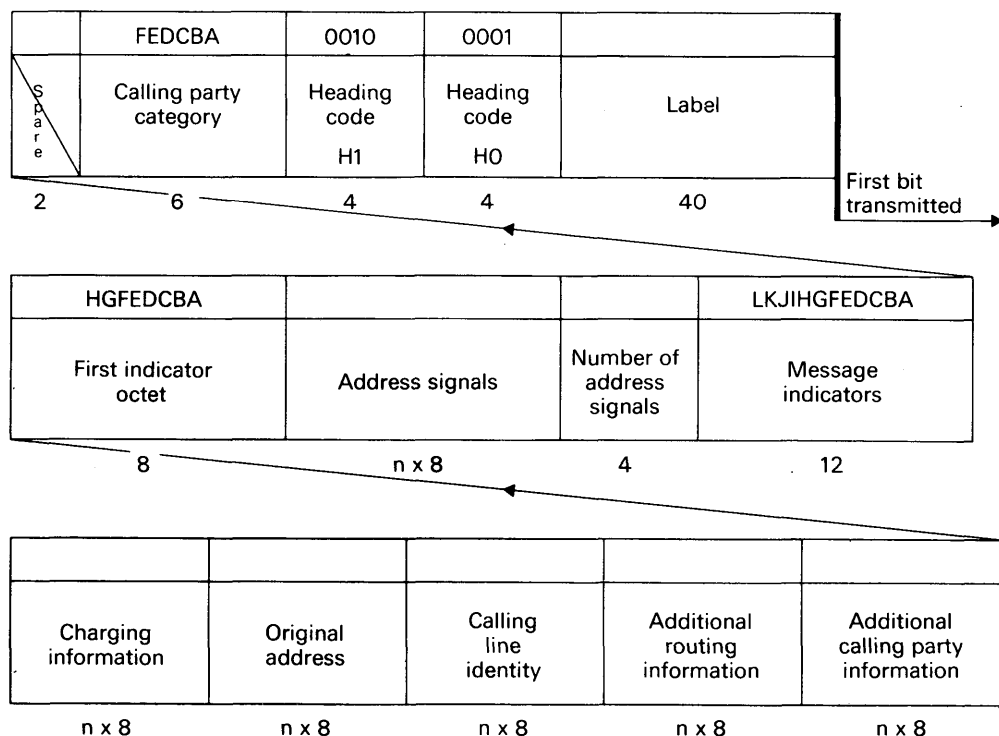 FEDCBA 0010 0001
Spare
Calling party
category
Heading
code
H1
Heading
code
H0
Label
2 6 4 4 40
First bit
transmitted
HGFEDCBA LKJIHGFEDCBA
First indicator
octet
Address signals
Number of
address
signals
Message
indicators
8 n x 8 4 12
Charging
information
Original
address
Calling
line
identity
Additional
routing
information
Additional
calling party
information
n x 8 n x 8 n x 8 n x 8 n x 8